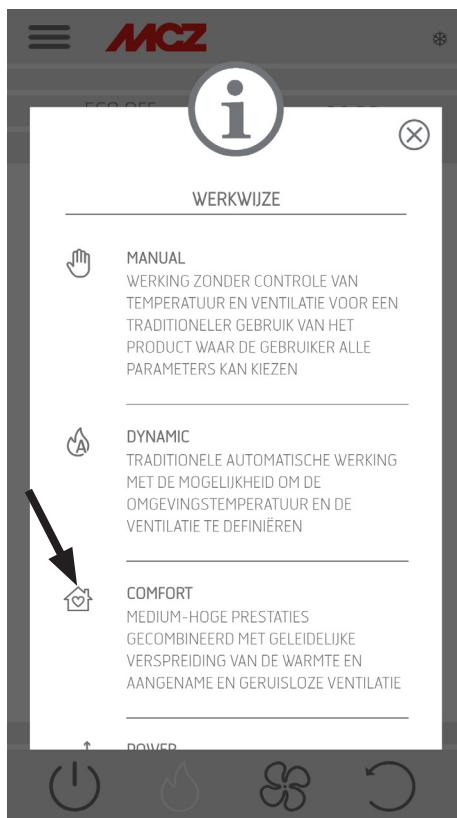 MCZ
ECO OFF
i
WERKWIJZE
MANUAL
WERKING ZONDER CONTROLE VAN
TEMPERATUUR EN VENTILATIE VOOR EEN
TRADITIONELER GEBRUIK VAN HET
PRODUCT WAAR DE GEBRUIKER ALLE
PARAMETERS KAN KIEZEN
A
DYNAMIC
TRADITIONELE AUTOMATISCHE WERKING
MET DE MOGELIJKHEID OM DE
OMGEVINGSTEMPERATUUR EN DE
VENTILATIE TE DEFINIËREN
COMFORT
MEDIUM-HOGE PRESTATIES
GECOMBINEERD MET GELEIDELIJKE
VERSPREIDING VAN DE WARMTE EN
AANGENAME EN GERUISLOZE VENTILATIE
POWER